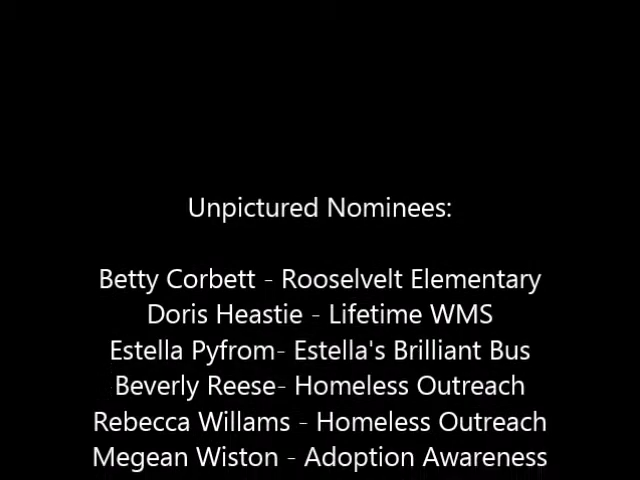 Unpictured Nominees:
Betty Corbett - Rooselvelt Elementary
Doris Heastie - Lifetime WMS
Estella Pyfrom- Estella's Brilliant Bus
Beverly Reese- Homeless Outreach
Rebecca Willams - Homeless Outreach
Megean Wiston - Adoption Awareness